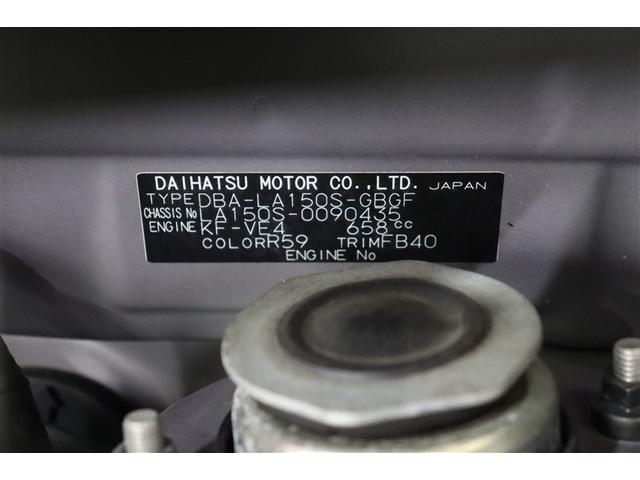 DAIHATSU MOTOR CO.,LTD. JAPAN
TYPE DBA-LA150S-GBGF
CHASSIS No LA150S-0090435
ENGINE KF-VE4 658cc
COLOR R59 TRIM FB40
ENGINE No